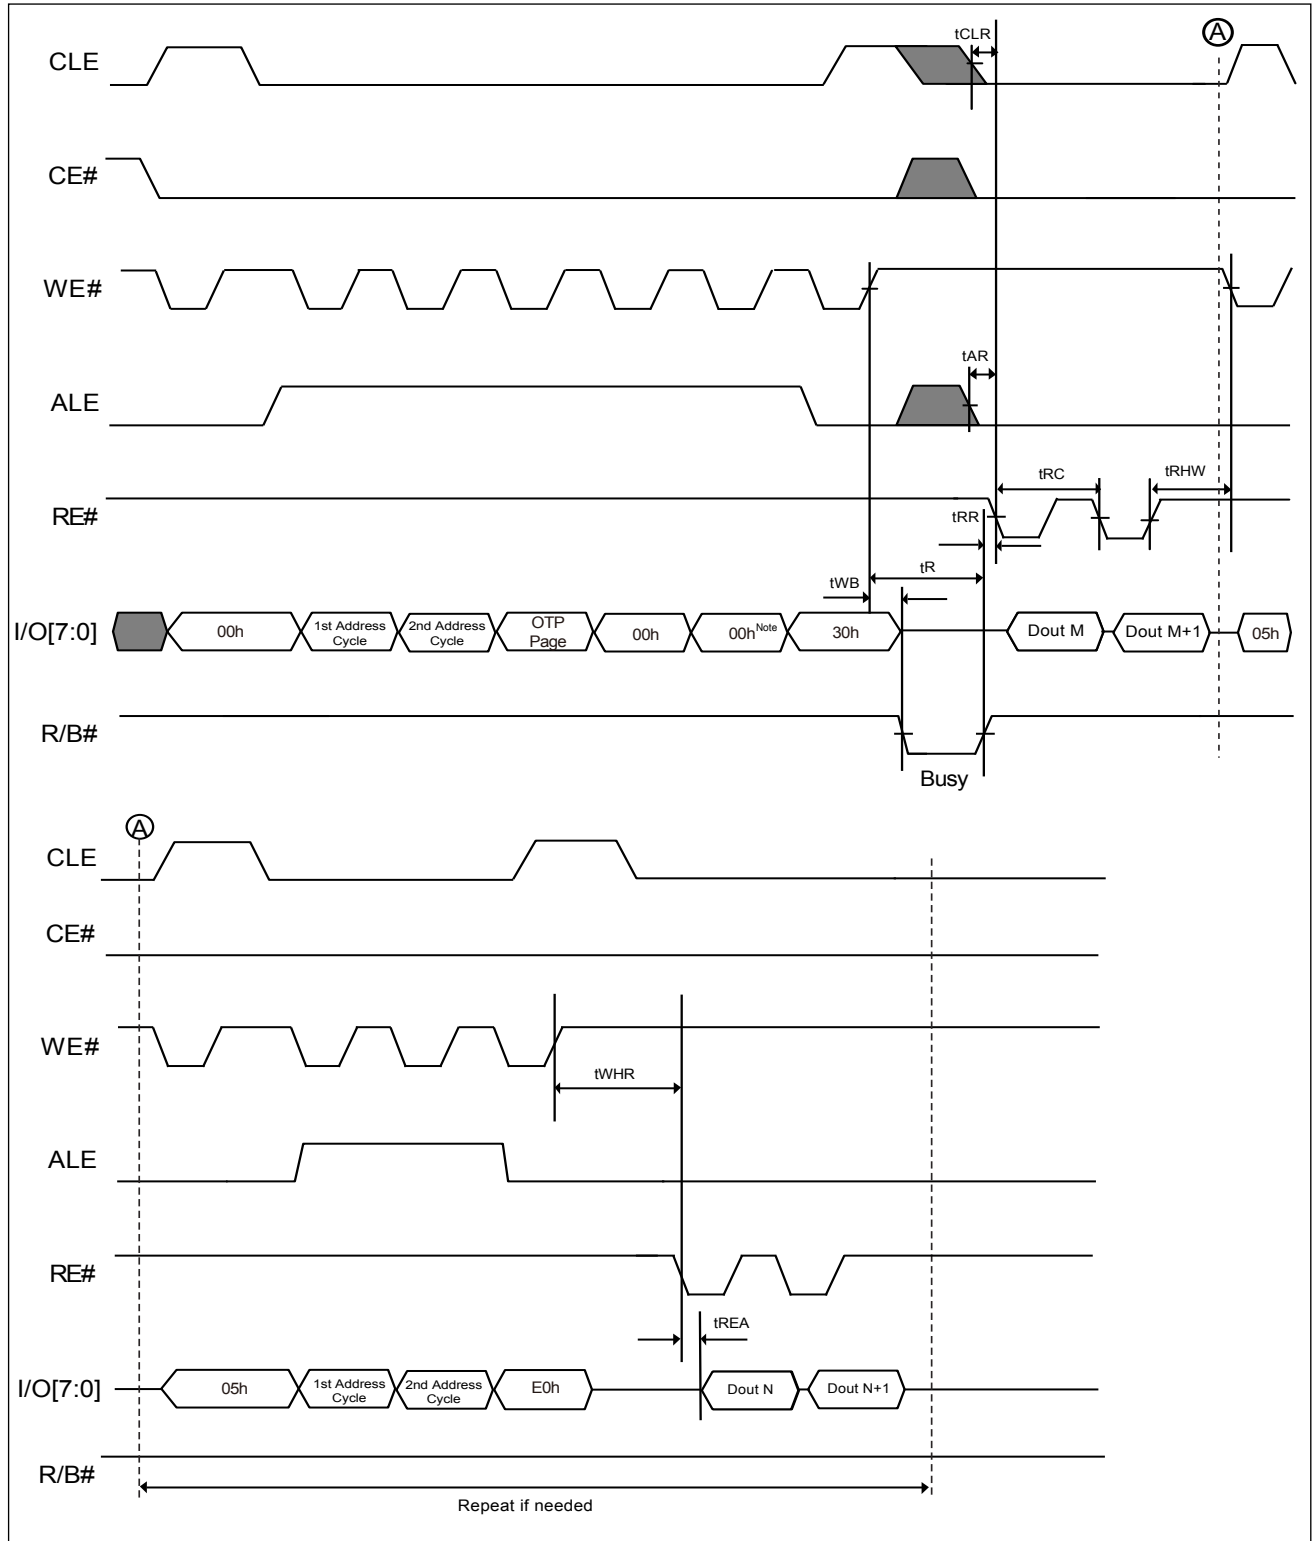 tCLR
A
CLE
CE#
WE#
tAR
ALE
tRC
tRHW
RE#
tRR
tR
tWB
I/O[7:0]
00h
1st Address Cycle
2nd Address Cycle
OTP Page
00h
00hNote
30h
Dout M
Dout M+1
05h
R/B#
Busy
A
CLE
CE#
WE#
tWHR
ALE
RE#
tREA
I/O[7:0]
05h
1st Address Cycle
2nd Address Cycle
E0h
Dout N
Dout N+1
R/B#
Repeat if needed